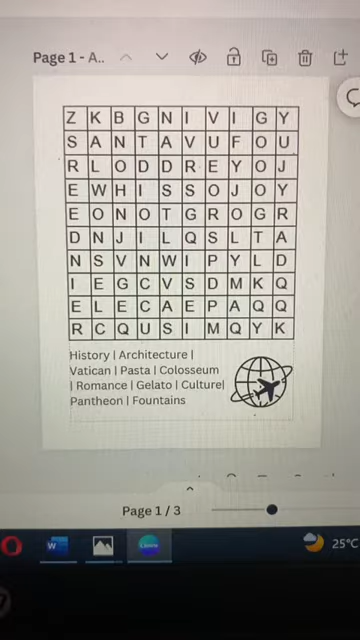 Page 1 - A..
Z K B G N I V I G Y
S A N T A V U F O U
R L O D D R E Y O J
E W H I S S O J O Y
E O N O T G R O G R
D N J I L Q S L T A
N S V N W I P Y L D
I E G C V S D M K Q
E L E C A E P A Q Q
R C Q U S I M Q Y K
History | Architecture |
Vatican | Pasta | Colosseum
| Romance | Gelato | Culture|
Pantheon | Fountains
Page 1 / 3
25°C